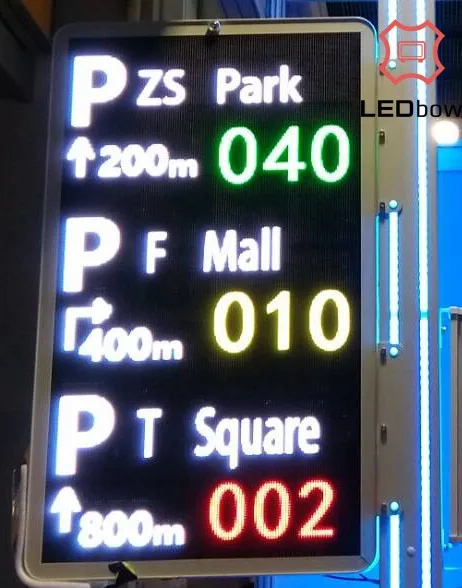 P ZS Park
200m 040
P F Mall
400m 010
P T Square
800m 002
LEDbow